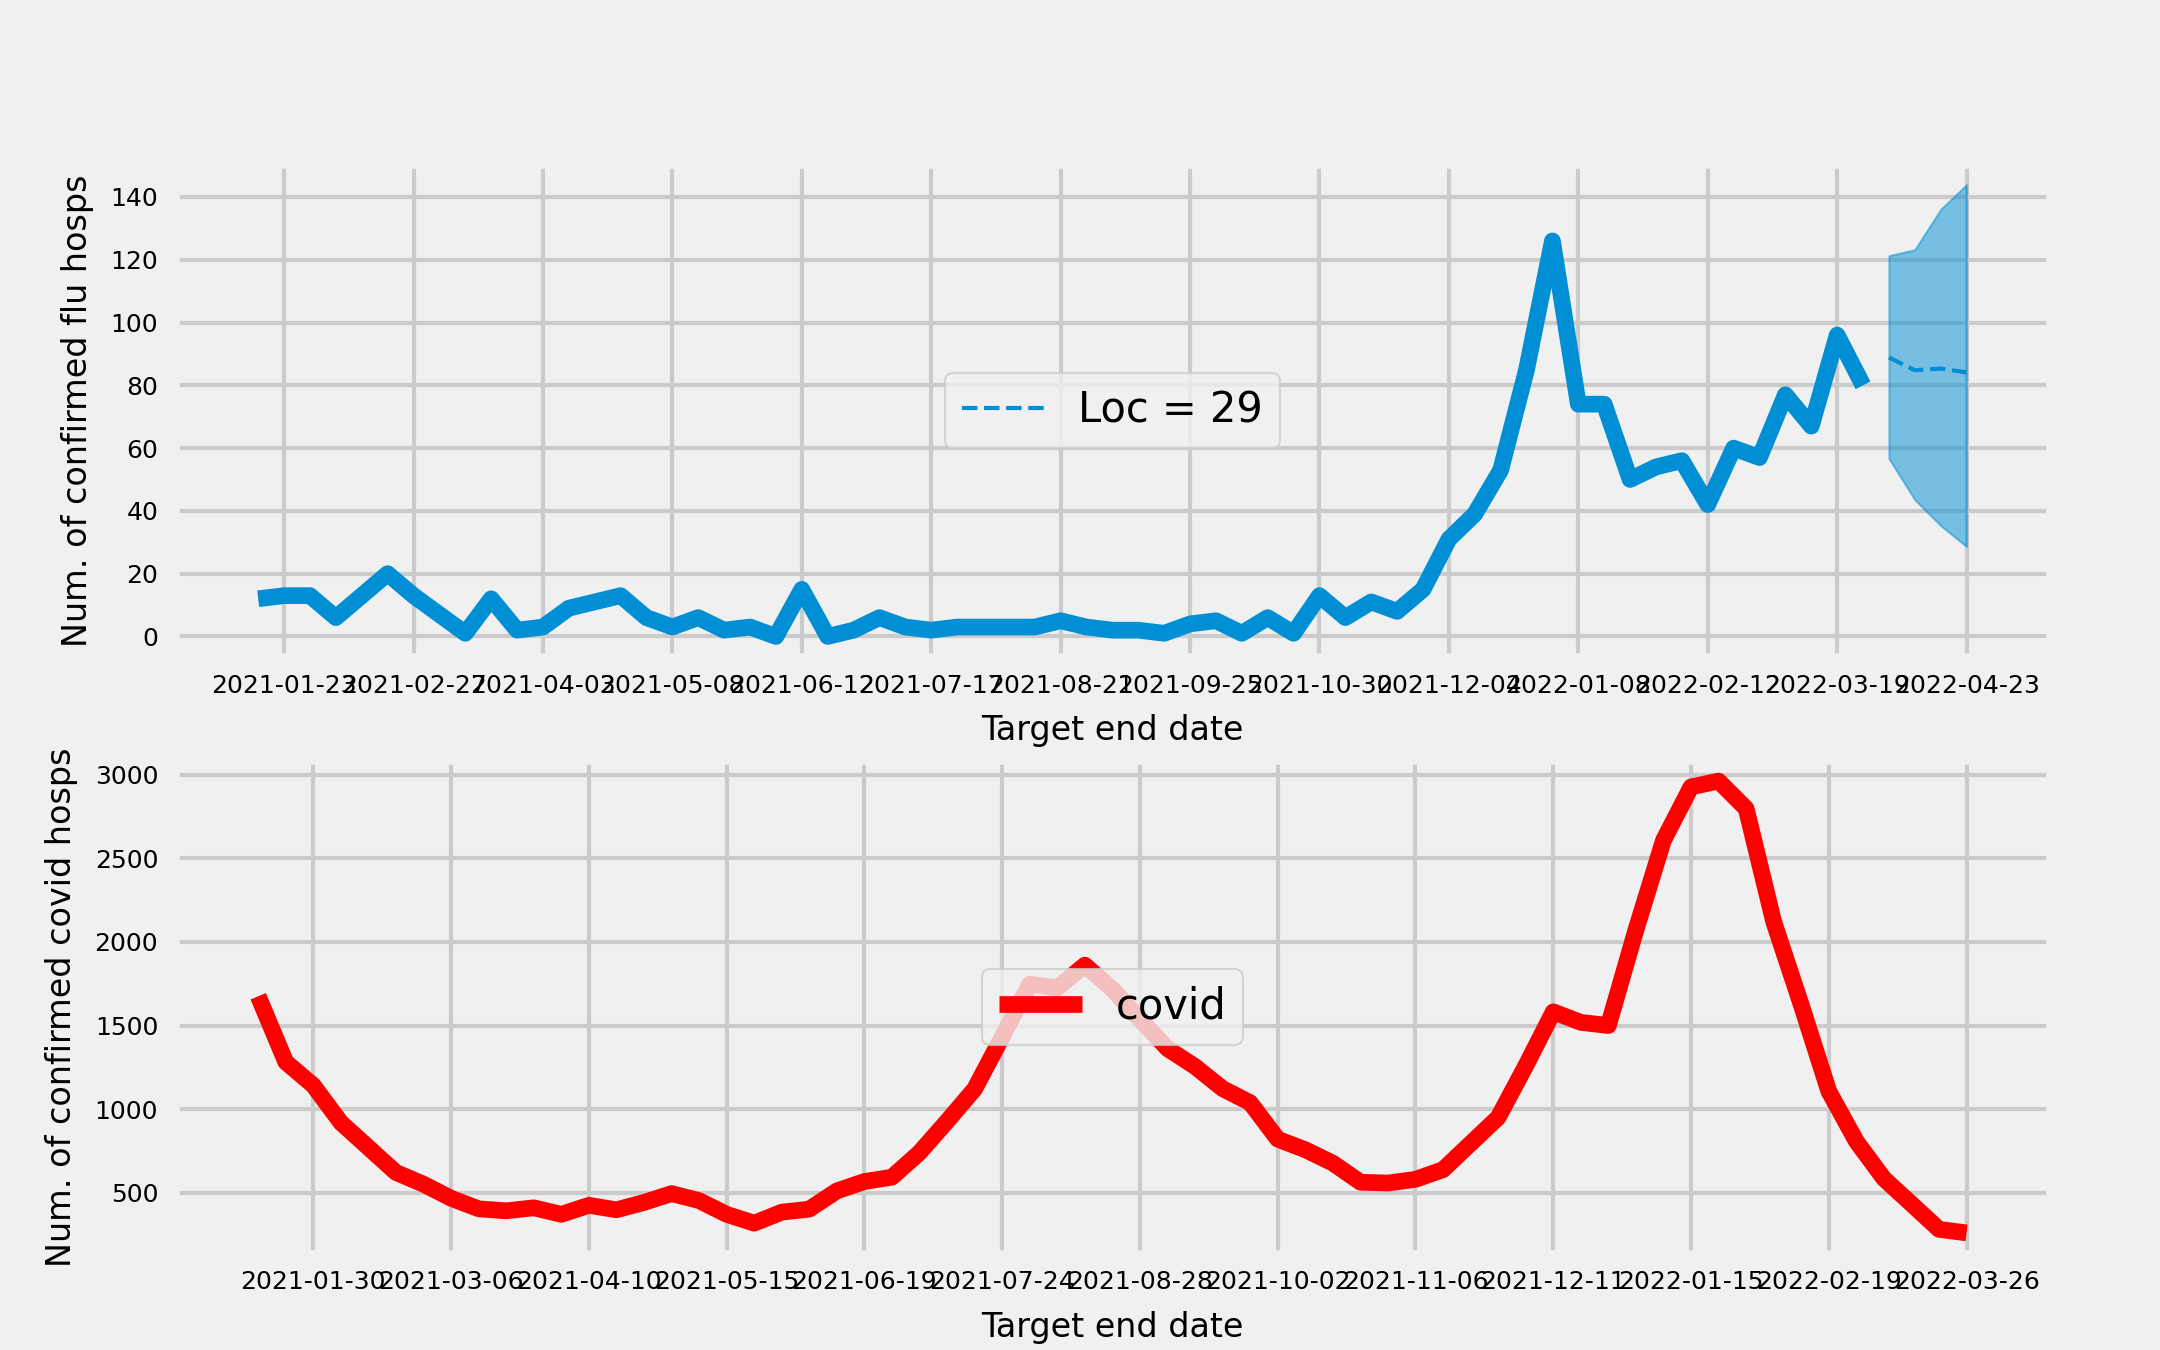 Num. of confirmed flu hosps
140
120
100
80
60
40
20
0
Loc = 29
2021-01-23 2021-02-27 2021-04-03 2021-05-08 2021-06-12 2021-07-17 2021-08-21 2021-09-25 2021-10-30 2021-12-04 2022-01-08 2022-02-12 2022-03-19 2022-04-23
Target end date
Num. of confirmed covid hosps
3000
2500
2000
1500
1000
500
covid
2021-01-30 2021-03-06 2021-04-10 2021-05-15 2021-06-19 2021-07-24 2021-08-28 2021-10-02 2021-11-06 2021-12-11 2022-01-15 2022-02-19 2022-03-26
Target end date